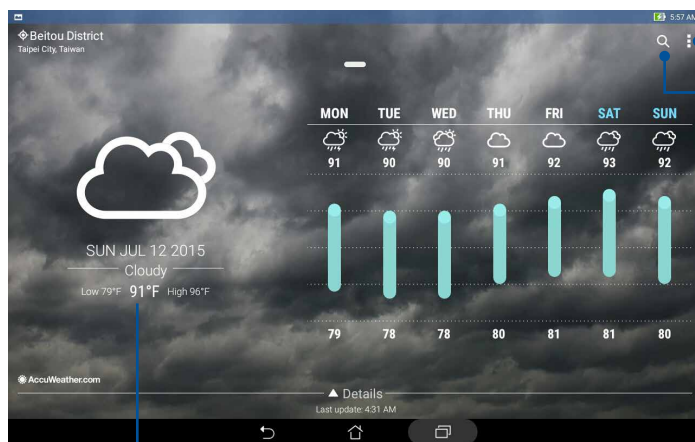 5:57 AM
Beitou District
Taipei City, Taiwan
MON TUE WED THU FRI SAT SUN
91 90 90 91 92 93 92
SUN JUL 12 2015
Cloudy
Low 79°F 91°F High 96°F
79 78 78 80 81 81 80
AccuWeather.com
Details
Last update: 4:31 AM